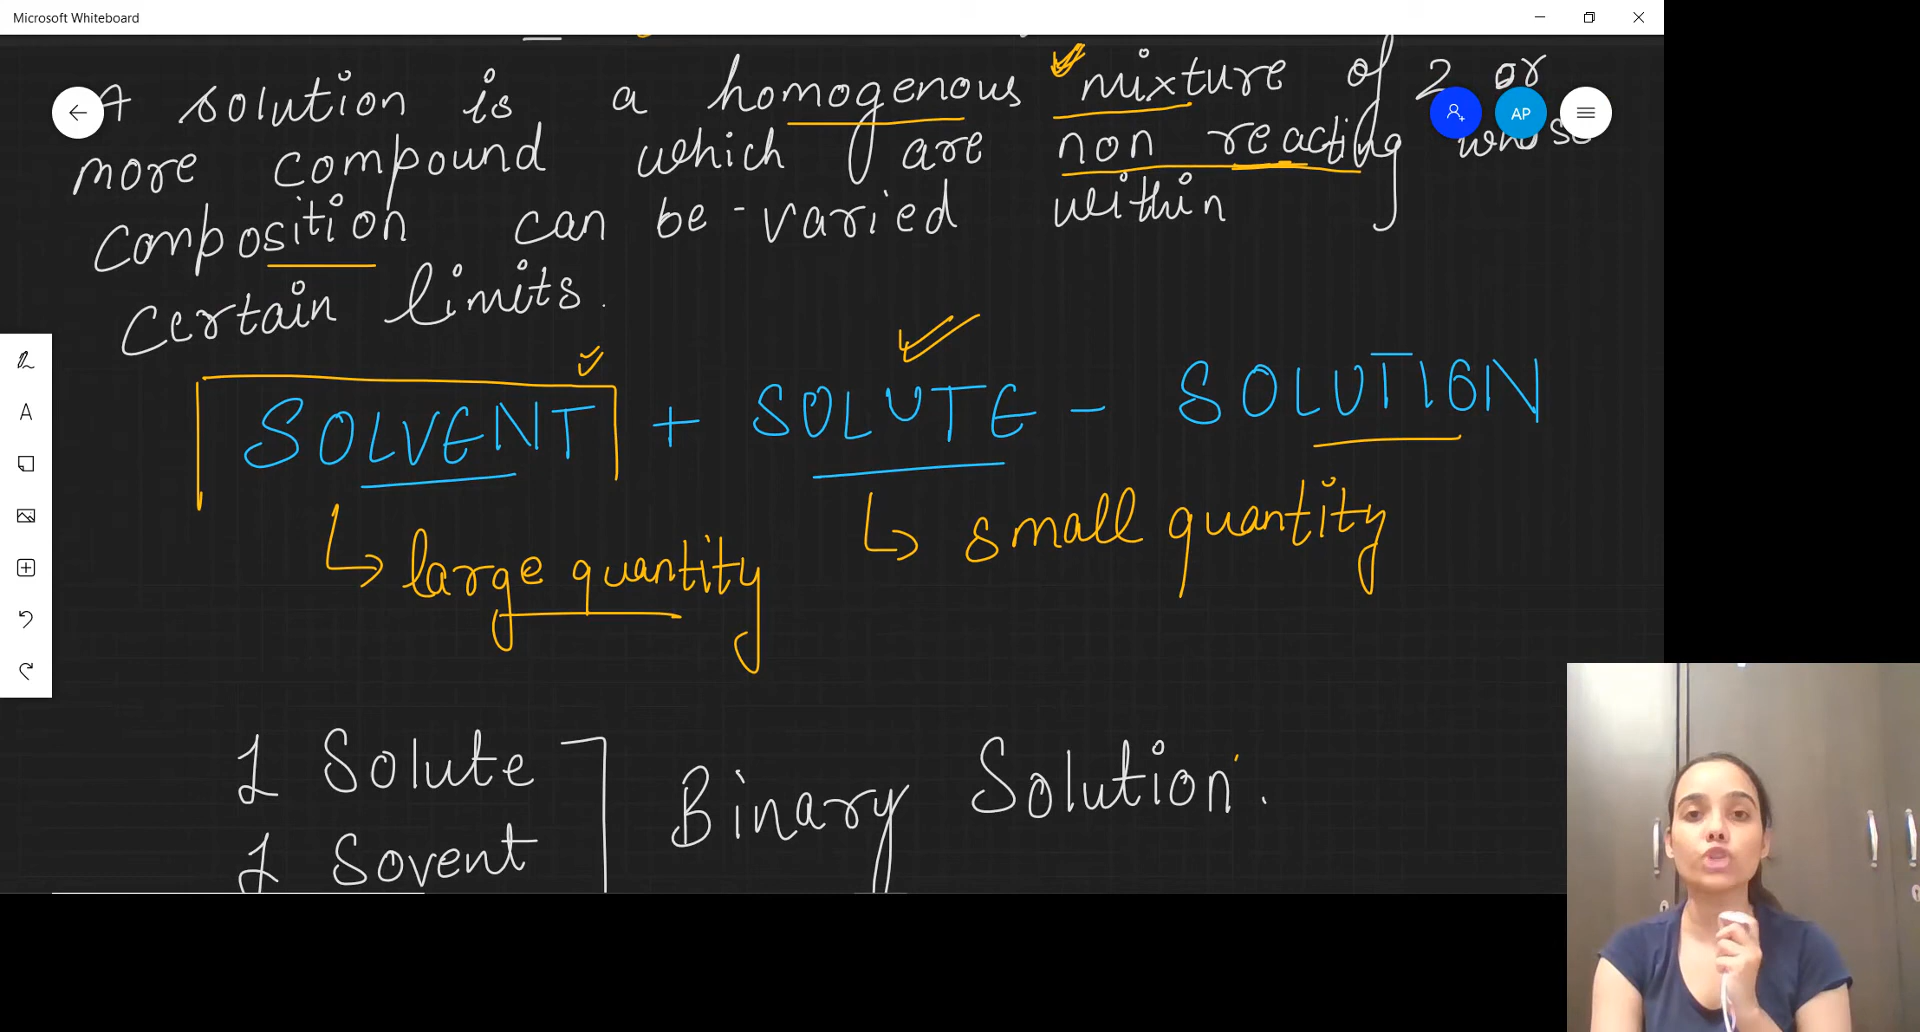 Microsoft Whiteboard
A solution is a homogenous mixture of 2 or
more compound which are non reacting whose
composition can be varied within
certain limits.
SOLVENT + SOLUTE - SOLUTION
large quantity
small quantity
1 Solute
1 Sovent
Binary Solution.
AP
A